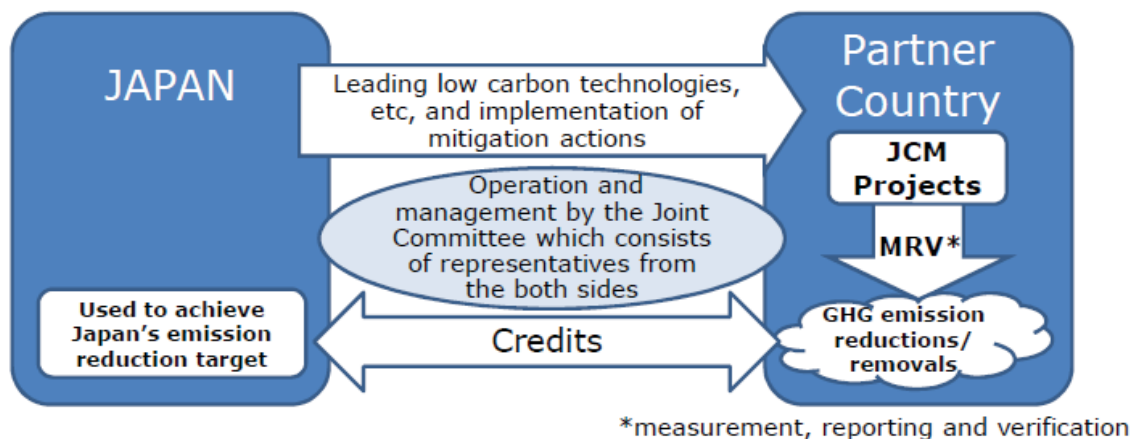 JAPAN
Leading low carbon technologies,
etc, and implementation of
mitigation actions
Partner
Country
JCM
Projects
Operation and
management by the Joint
Committee which consists
of representatives from
the both sides
MRV*
Used to achieve
Japan's emission
reduction target
Credits
GHG emission
reductions/
removals
*measurement, reporting and verification